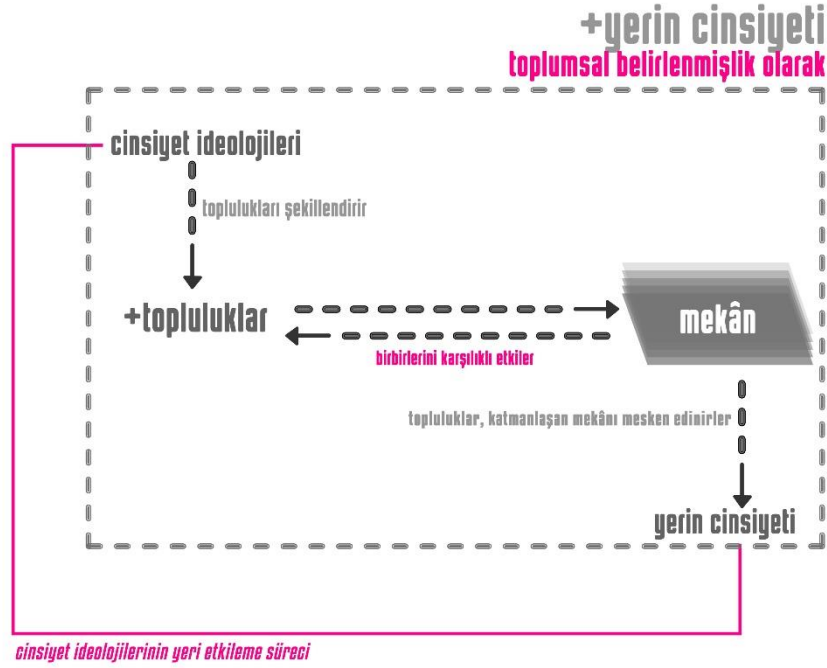 +yerin cinsiyeti
toplumsal belirlenmişlik olarak
cinsiyet ideolojileri
toplulukları şekillendirir
+topluluklar
mekân
birbirlerini karşılıklı etkiler
topluluklar, katmanlaşan mekânı mesken edinirler
yerin cinsiyeti
cinsiyet ideolojilerinin yeri etkileme süreci